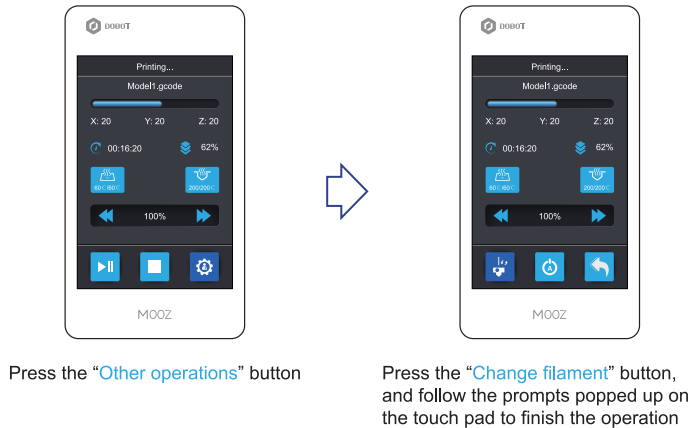 DOBOT
Printing...
Model1.gcode
X: 20 Y: 20 Z: 20
00:16:20 62%
60℃/60℃ 200/200℃
100%
MOOZ
Press the “Other operations” button
DOBOT
Printing...
Model1.gcode
X: 20 Y: 20 Z: 20
00:16:20 62%
60℃/60℃ 200/200℃
100%
A
MOOZ
Press the “Change filament” button,
and follow the prompts popped up on
the touch pad to finish the operation